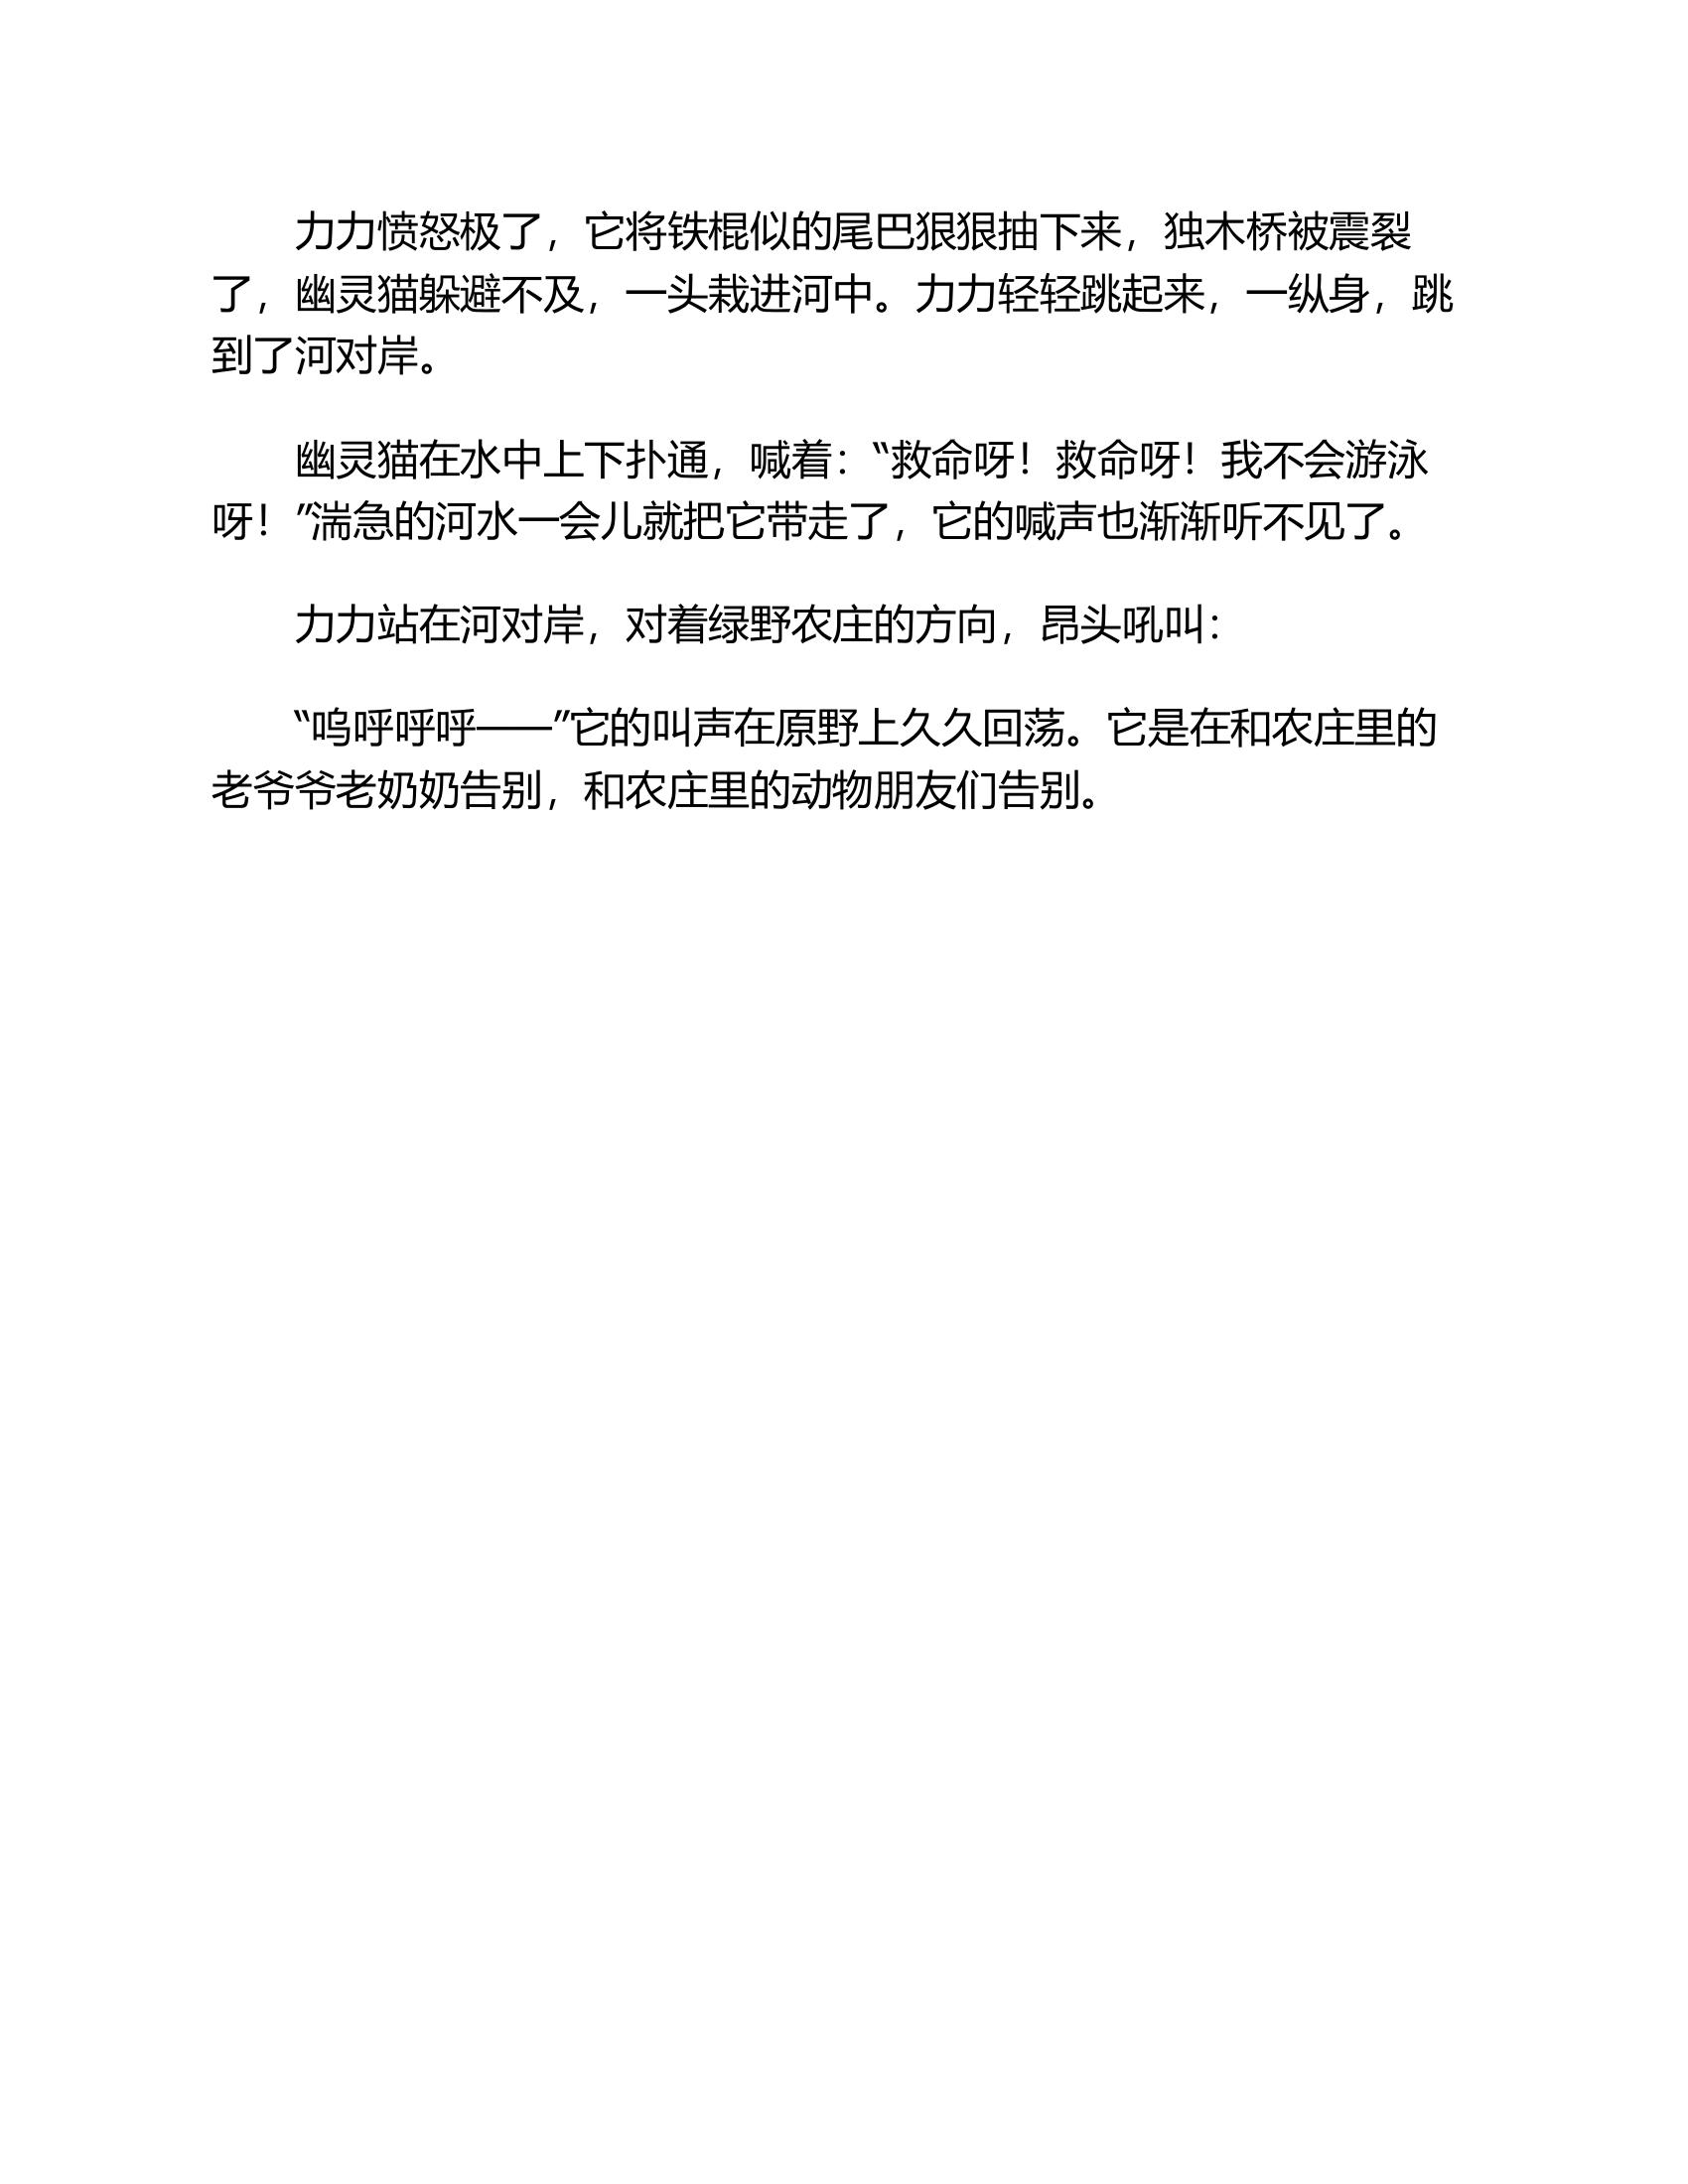 力力愤怒极了，它将铁棍似的尾巴狠狠抽下来，独木桥被震裂
了，幽灵猫躲避不及，一头栽进河中。力力轻轻跳起来，一纵身，跳
到了河对岸。
幽灵猫在水中上下扑通，喊着：“救命呀！救命呀！我不会游泳
呀！”湍急的河水一会儿就把它带走了，它的喊声也渐渐听不见了。
力力站在河对岸，对着绿野农庄的方向，昂头吼叫：
“呜呼呼呼——”它的叫声在原野上久久回荡。它是在和农庄里的
老爷爷老奶奶告别，和农庄里的动物朋友们告别。